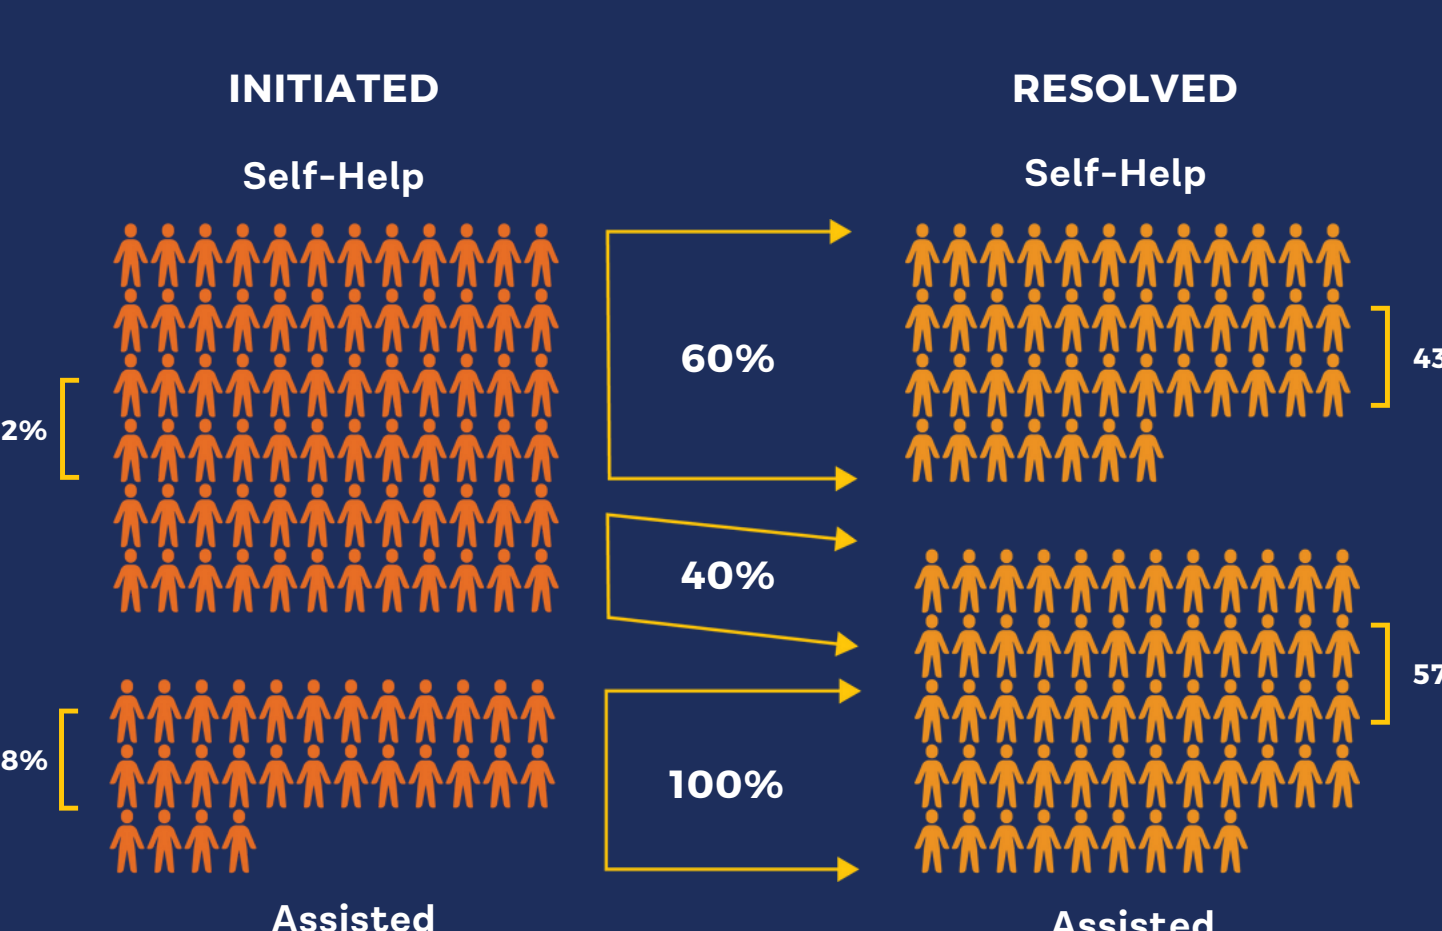 INITIATED
RESOLVED
Self-Help
Self-Help
60%
43
2%
40%
57
8%
100%
Assisted
Assisted